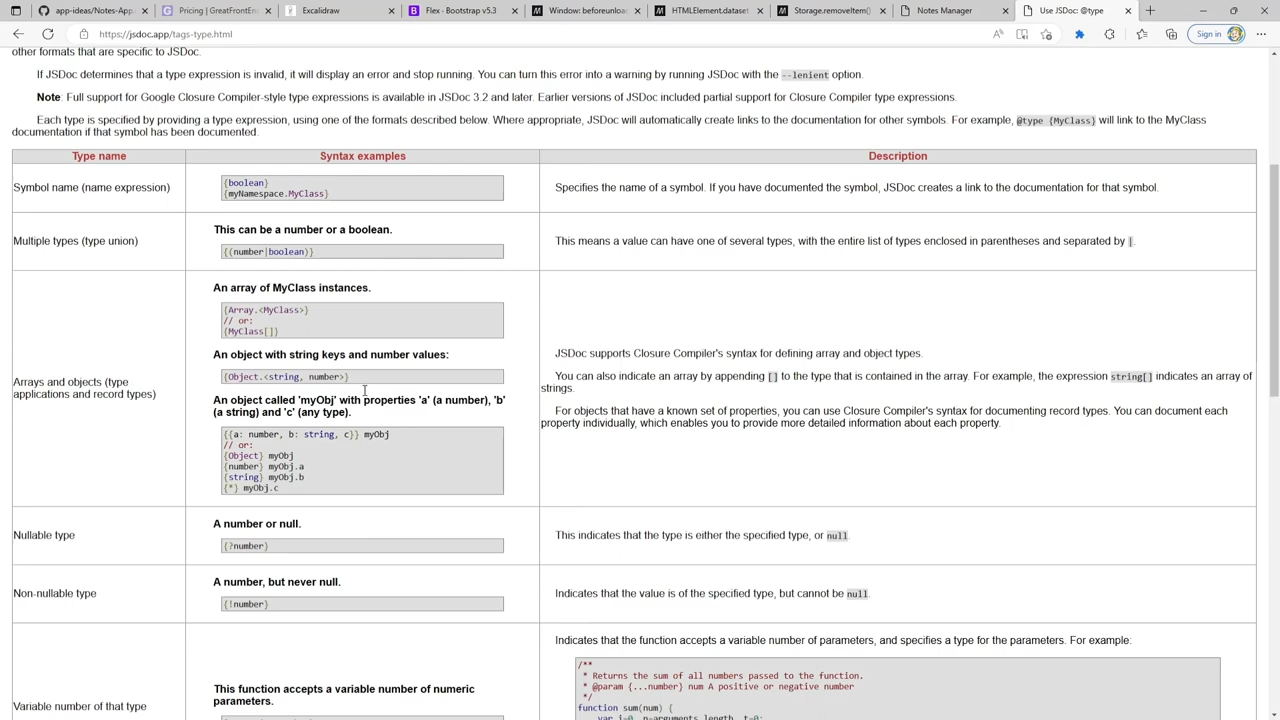 app-ideas/Notes-App-
Pricing | GreatFrontEn
Excalidraw
Flex · Bootstrap v5.3
Window: beforeunloa
HTMLElement.dataset
Storage.removeItem()
Notes Manager
Use JSDoc: @type
https://jsdoc.app/tags-type.html
Sign in
other formats that are specific to JSDoc.
If JSDoc determines that a type expression is invalid, it will display an error and stop running. You can turn this error into a warning by running JSDoc with the --lenient option.
Note: Full support for Google Closure Compiler-style type expressions is available in JSDoc 3.2 and later. Earlier versions of JSDoc included partial support for Closure Compiler type expressions.
Each type is specified by providing a type expression, using one of the formats described below. Where appropriate, JSDoc will automatically create links to the documentation for other symbols. For example, @type {MyClass} will link to the MyClass
documentation if that symbol has been documented.
Type name
Syntax examples
Description
Symbol name (name expression)
{boolean}
{myNamespace.MyClass}
Specifies the name of a symbol. If you have documented the symbol, JSDoc creates a link to the documentation for that symbol.
Multiple types (type union)
This can be a number or a boolean.
{(number|boolean)}
This means a value can have one of several types, with the entire list of types enclosed in parentheses and separated by |.
Arrays and objects (type
applications and record types)
An array of MyClass instances.
{Array.<MyClass>}
// or:
{MyClass[]}
An object with string keys and number values:
{Object.<string, number>}
An object called 'myObj' with properties 'a' (a number), 'b'
(a string) and 'c' (any type).
{{a: number, b: string, c}} myObj
// or:
{Object} myObj
{number} myObj.a
{string} myObj.b
{*} myObj.c
JSDoc supports Closure Compiler's syntax for defining array and object types.
You can also indicate an array by appending [] to the type that is contained in the array. For example, the expression string[] indicates an array of
strings.
For objects that have a known set of properties, you can use Closure Compiler's syntax for documenting record types. You can document each
property individually, which enables you to provide more detailed information about each property.
Nullable type
A number or null.
{?number}
This indicates that the type is either the specified type, or null.
Non-nullable type
A number, but never null.
{!number}
Indicates that the value is of the specified type, but cannot be null.
Variable number of that type
This function accepts a variable number of numeric
parameters.
Indicates that the function accepts a variable number of parameters, and specifies a type for the parameters. For example:
/**
* Returns the sum of all numbers passed to the function.
* @param {...number} num A positive or negative number
*/
function sum(num) {
var i=0, n=arguments.length, t=0;